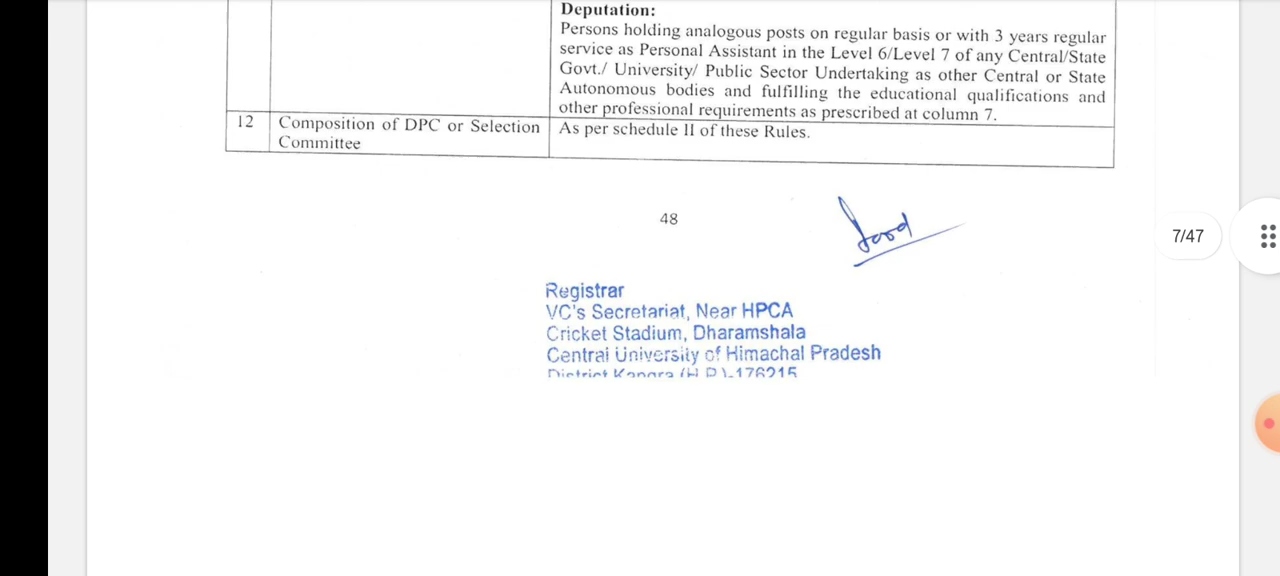 Deputation:
Persons holding analogous posts on regular basis or with 3 years regular
service as Personal Assistant in the Level 6/Level 7 of any Central/State
Govt./ University/ Public Sector Undertaking as other Central or State
Autonomous bodies and fulfilling the educational qualifications and
other professional requirements as prescribed at column 7.
12 Composition of DPC or Selection Committee As per schedule II of these Rules.
48
7/47
Registrar
VC's Secretariat, Near HPCA
Cricket Stadium, Dharamshala
Central University of Himachal Pradesh
District Kangra (H.P.)-176215